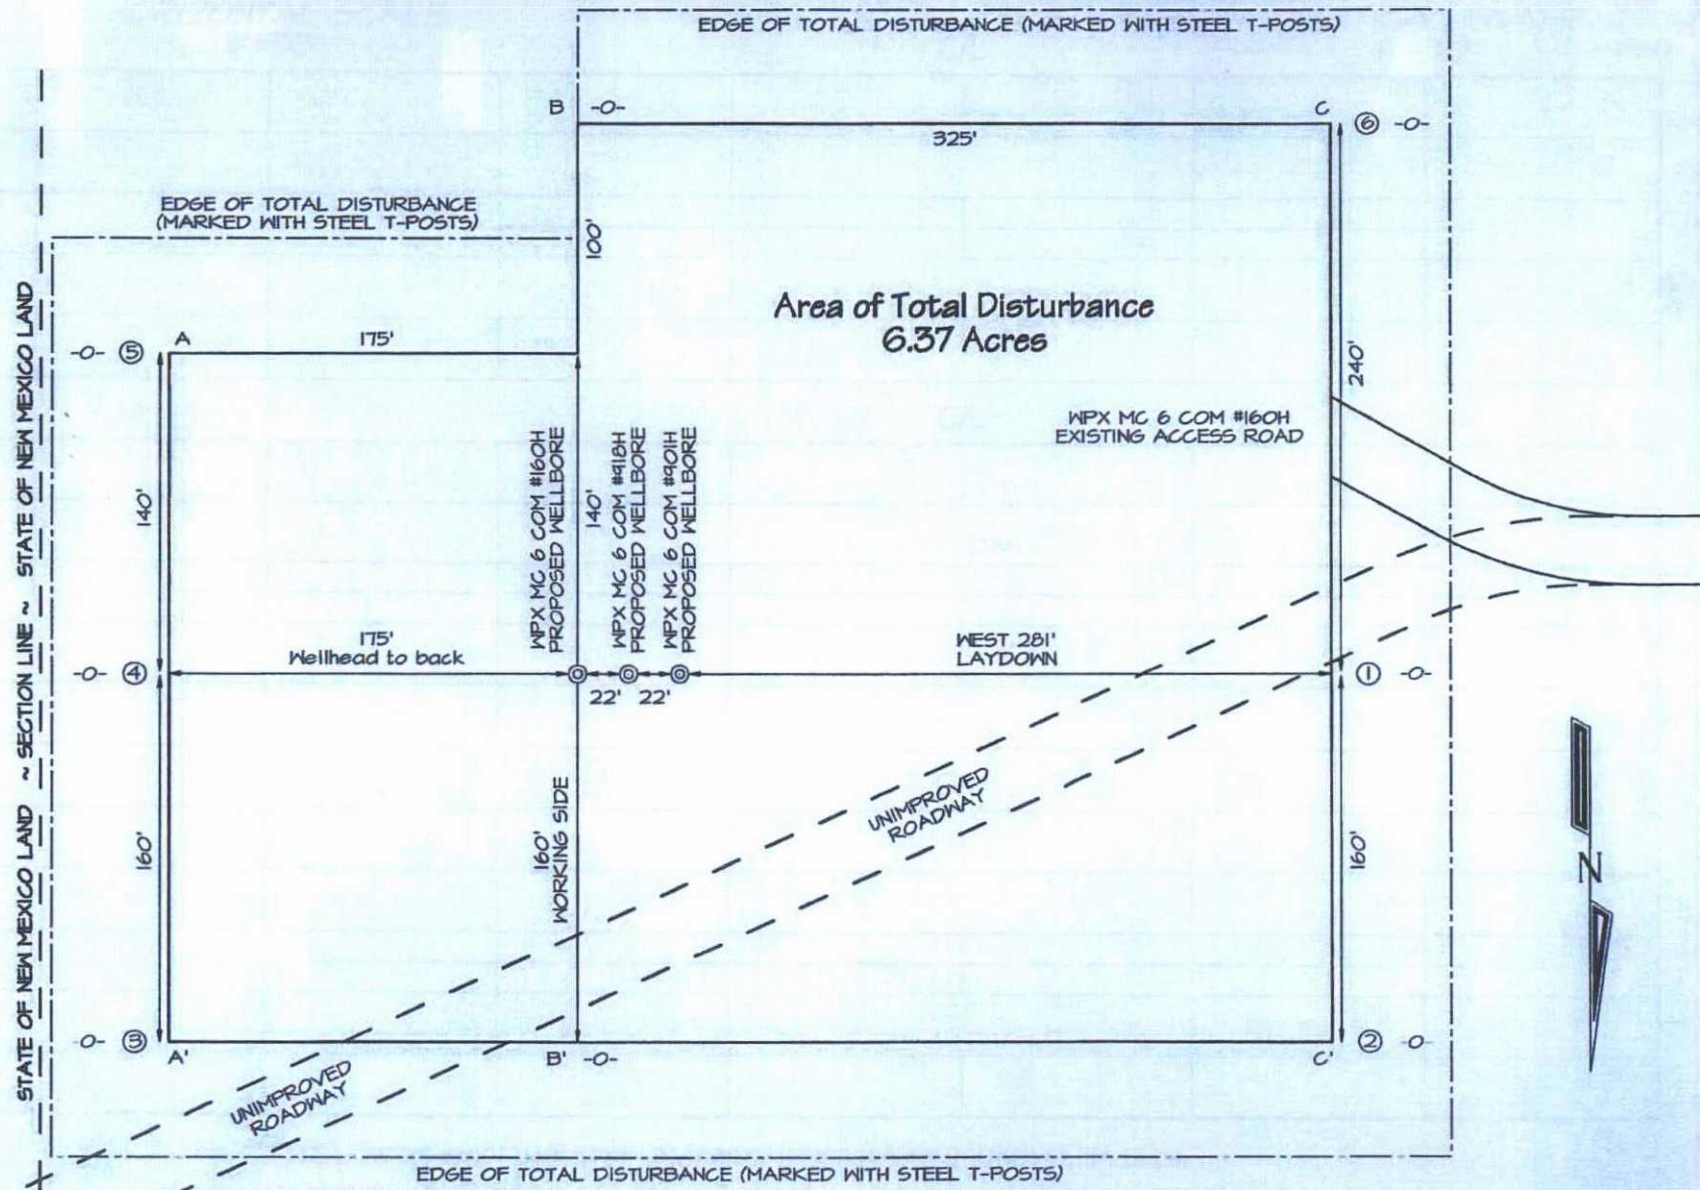 EDGE OF TOTAL DISTURBANCE (MARKED WITH STEEL T-POSTS)
B -0-
C ⑥ -0-
325'
EDGE OF TOTAL DISTURBANCE
(MARKED WITH STEEL T-POSTS)
100'
Area of Total Disturbance
6.37 Acres
-0- ⑤ A
175'
240'
WPX MC 6 COM #160H
EXISTING ACCESS ROAD
140'
WPX MC 6 COM #160H
PROPOSED WELLBORE
140'
WPX MC 6 COM #918H
PROPOSED WELLBORE
WPX MC 6 COM #901H
PROPOSED WELLBORE
175'
Wellhead to back
WEST 281'
LAYDOWN
-0- ④
22' 22'
① -0-
STATE OF NEW MEXICO LAND ~ SECTION LINE ~ STATE OF NEW MEXICO LAND
160'
160'
WORKING SIDE
UNIMPROVED
ROADWAY
160'
N
-0- ③
A'
B' -0-
C' ② -0-
UNIMPROVED
ROADWAY
EDGE OF TOTAL DISTURBANCE (MARKED WITH STEEL T-POSTS)